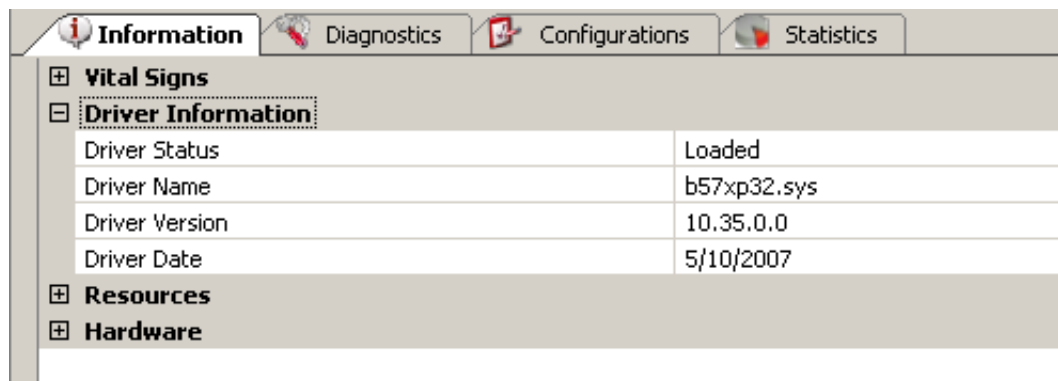 Information Diagnostics Configurations Statistics
Vital Signs
Driver Information
Driver Status Loaded
Driver Name b57xp32.sys
Driver Version 10.35.0.0
Driver Date 5/10/2007
Resources
Hardware